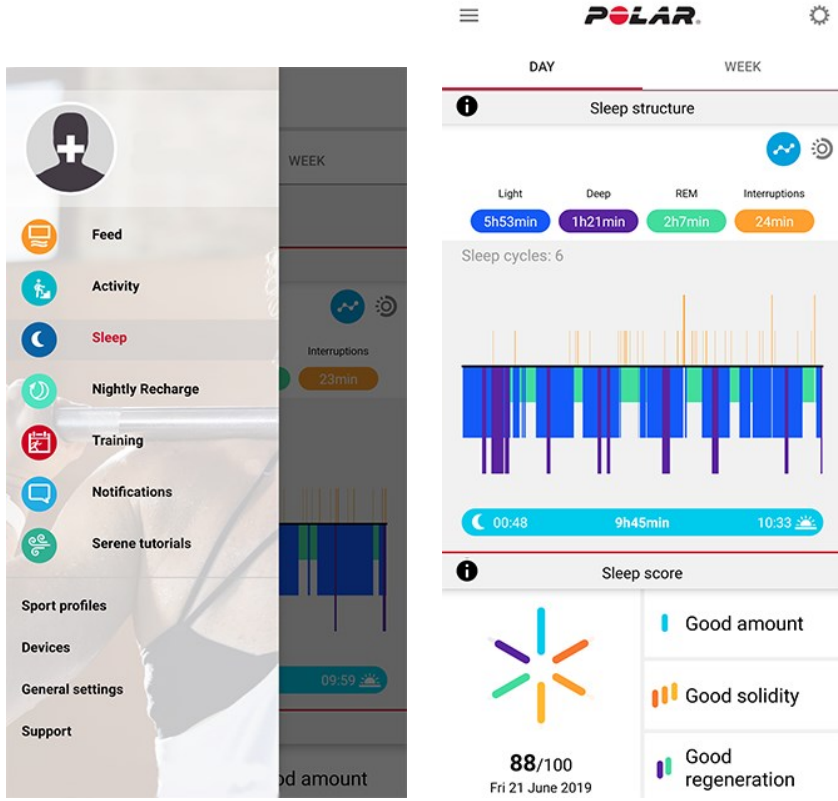 WEEK
Feed
Activity
Sleep
Interruptions
23min
Nightly Recharge
Training
Notifications
Serene tutorials
Sport profiles
Devices
09:59
General settings
Support
od amount
POLAR.
DAY
WEEK
Sleep structure
Light
Deep
REM
Interruptions
5h53min
1h21min
2h7min
24min
Sleep cycles: 6
00:48
9h45min
10:33
Sleep score
Good amount
Good solidity
88/100
Fri 21 June 2019
Good
regeneration